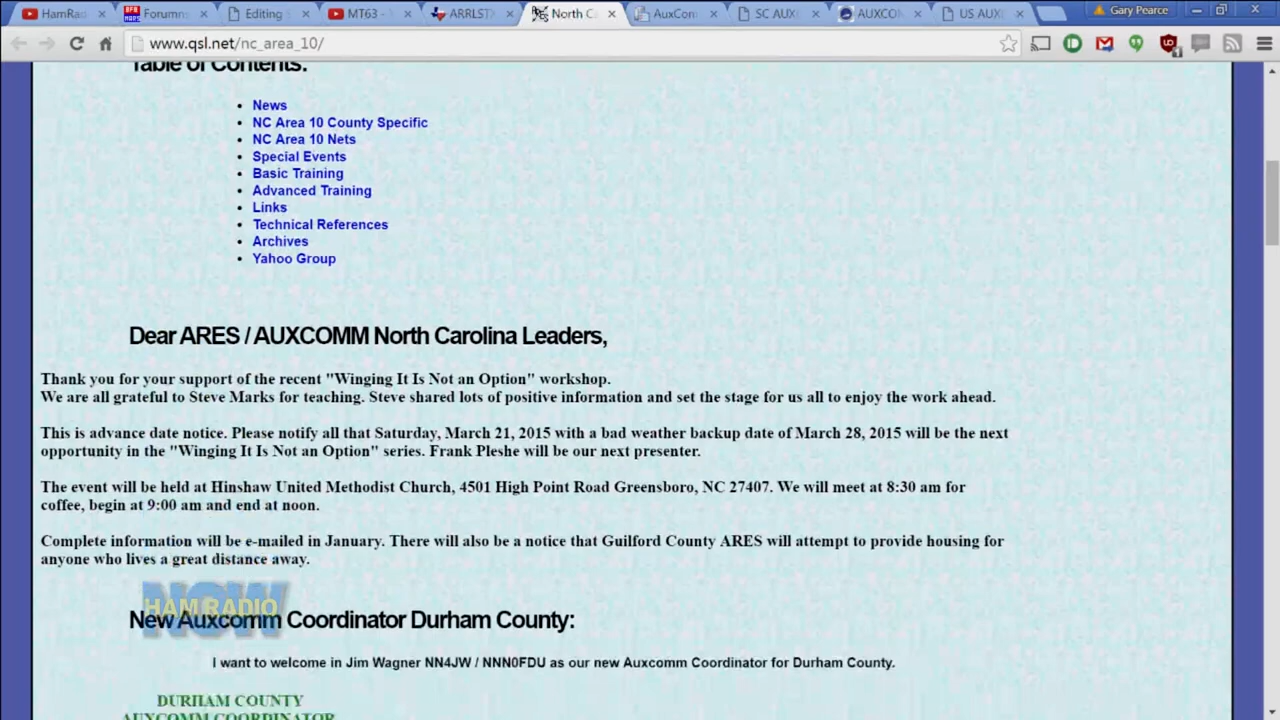 HamRad
Forums
Editing
MT63 -
ARRLST
North C
AuxCom
SC AUX
AUXCO
US AUX
Gary Pearce
www.qsl.net/nc_area_10/
Table of Contents:
News
NC Area 10 County Specific
NC Area 10 Nets
Special Events
Basic Training
Advanced Training
Links
Technical References
Archives
Yahoo Group
Dear ARES / AUXCOMM North Carolina Leaders,
Thank you for your support of the recent "Winging It Is Not an Option" workshop.
We are all grateful to Steve Marks for teaching. Steve shared lots of positive information and set the stage for us all to enjoy the work ahead.
This is advance date notice. Please notify all that Saturday, March 21, 2015 with a bad weather backup date of March 28, 2015 will be the next
opportunity in the "Winging It Is Not an Option" series. Frank Pleshe will be our next presenter.
The event will be held at Hinshaw United Methodist Church, 4501 High Point Road Greensboro, NC 27407. We will meet at 8:30 am for
coffee, begin at 9:00 am and end at noon.
Complete information will be e-mailed in January. There will also be a notice that Guilford County ARES will attempt to provide housing for
anyone who lives a great distance away.
NOW
HAM RADIO
New Auxcomm Coordinator Durham County:
I want to welcome in Jim Wagner NN4JW / NNN0FDU as our new Auxcomm Coordinator for Durham County.
DURHAM COUNTY
AUXCOMM COORDINATOR